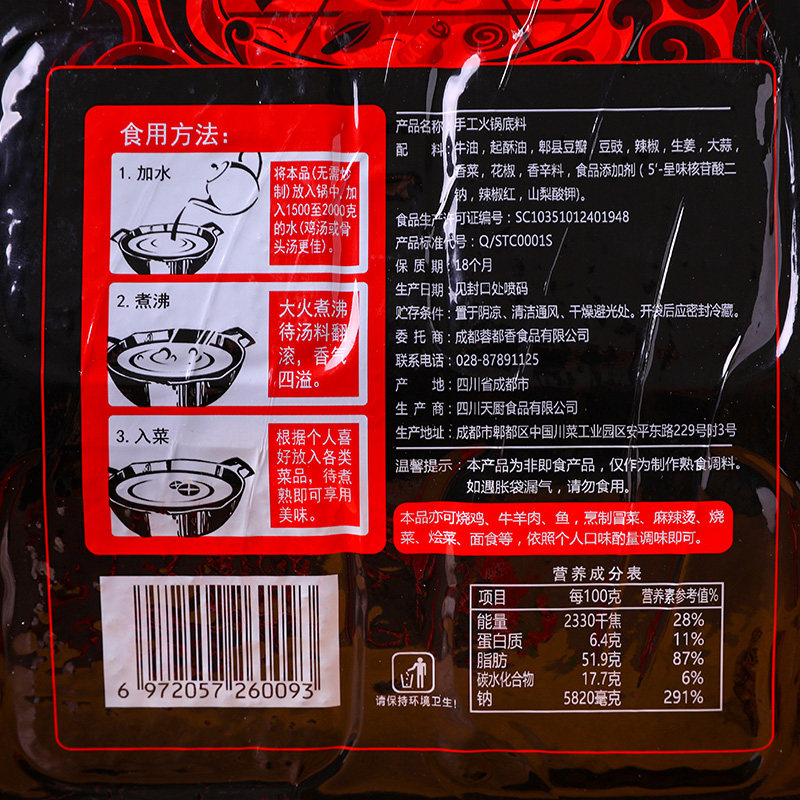 食用方法：
1. 加水
将本品(无需炒
制)放入锅中,加
入1500至2000克
的水(鸡汤或骨
头汤更佳)。
2. 煮沸
大火煮沸
待汤料翻
滚，香气
四溢。
3. 入菜
根据个人喜
好放入各类
菜品，待煮
熟即可享用
美味。
产品名称：手工火锅底料
配 料：牛油，起酥油，郫县豆瓣，豆豉，辣椒，生姜，大蒜，
香菜，花椒，香辛料，食品添加剂（5'-呈味核苷酸二
钠，辣椒红，山梨酸钾）。
食品生产许可证编号：SC10351012401948
产品标准代号：Q/STC0001S
保 质 期：18个月
生产日期：见封口处喷码
贮存条件：置于阴凉、清洁通风、干燥避光处。开袋后应密封冷藏。
委 托 商：成都蓉都香食品有限公司
联系电话：028-87891125
产 地：四川省成都市
生 产 商：四川天厨食品有限公司
生产地址：成都市郫都区中国川菜工业园区安平东路229号附3号
温馨提示：本产品为非即食产品，仅作为制作熟食调料。
如遇胀袋漏气，请勿食用。
本品亦可烧鸡、牛羊肉、鱼，烹制冒菜、麻辣烫、烧
菜、烩菜、面食等，依照个人口味酌量调味即可。
营养成分表
项目 每100克 营养素参考值%
能量 2330千焦 28%
蛋白质 6.4克 11%
脂肪 51.9克 87%
碳水化合物 17.7克 6%
钠 5820毫克 291%
请保持环境卫生!
6 972057 260093